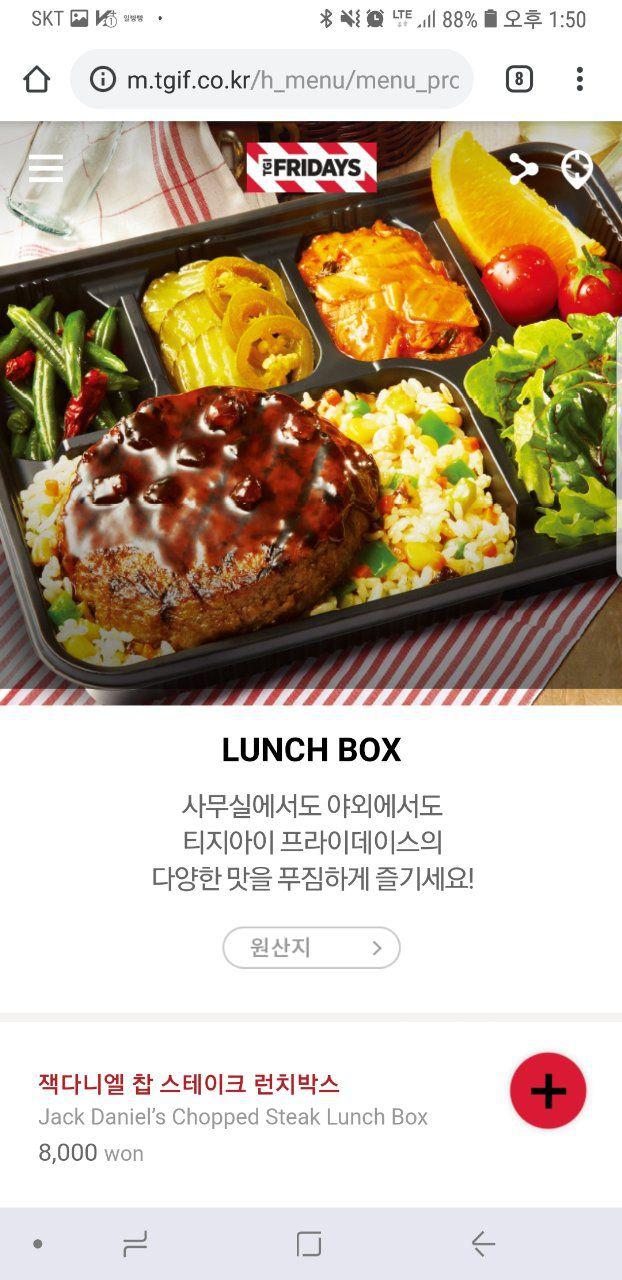 SKT LTE 88% 오후 1:50
m.tgif.co.kr/h_menu/menu_prc
8
TGI FRIDAYS
LUNCH BOX
사무실에서도 야외에서도
티지아이 프라이데이스의
다양한 맛을 푸짐하게 즐기세요!
원산지
잭다니엘 찹 스테이크 런치박스
Jack Daniel’s Chopped Steak Lunch Box
8,000 won